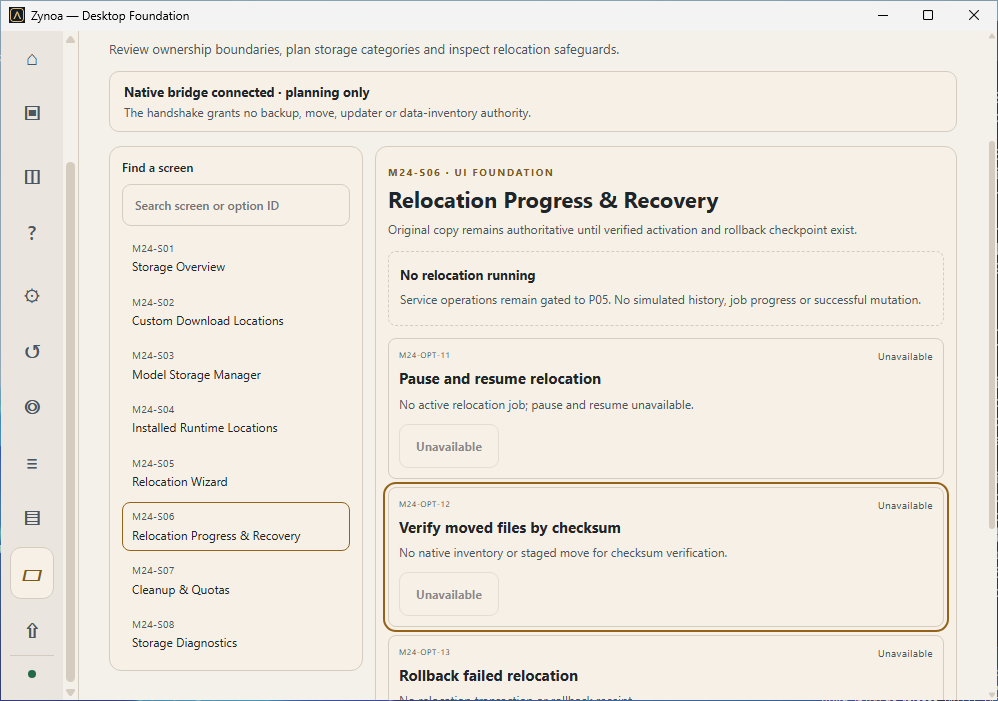 Zynoa — Desktop Foundation
Review ownership boundaries, plan storage categories and inspect relocation safeguards.
Native bridge connected · planning only
The handshake grants no backup, move, updater or data-inventory authority.
Find a screen
Search screen or option ID
M24-S01
Storage Overview
M24-S02
Custom Download Locations
M24-S03
Model Storage Manager
M24-S04
Installed Runtime Locations
M24-S05
Relocation Wizard
M24-S06
Relocation Progress & Recovery
M24-S07
Cleanup & Quotas
M24-S08
Storage Diagnostics
M24-S06 · UI FOUNDATION
Relocation Progress & Recovery
Original copy remains authoritative until verified activation and rollback checkpoint exist.
No relocation running
Service operations remain gated to P05. No simulated history, job progress or successful mutation.
M24-OPT-11
Unavailable
Pause and resume relocation
No active relocation job; pause and resume unavailable.
Unavailable
M24-OPT-12
Unavailable
Verify moved files by checksum
No native inventory or staged move for checksum verification.
Unavailable
M24-OPT-13
Unavailable
Rollback failed relocation
No relocation transaction or rollback receipt.